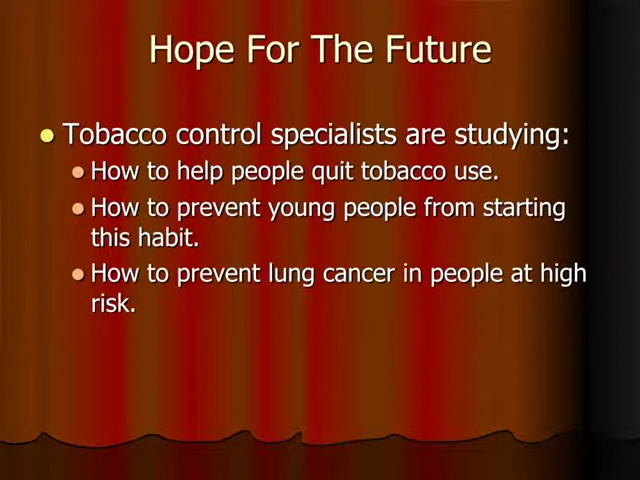 Hope For The Future
Tobacco control specialists are studying:
How to help people quit tobacco use.
How to prevent young people from starting
this habit.
How to prevent lung cancer in people at high
risk.